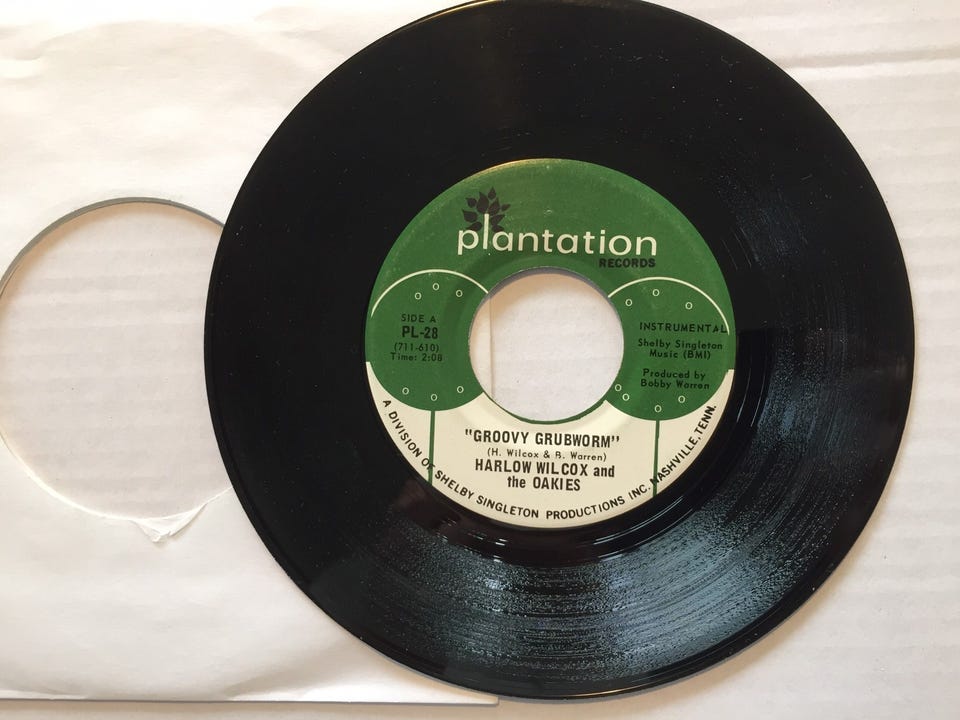 plantation
RECORDS
SIDE A
PL-28
(711-610)
Time: 2:08
INSTRUMENTAL
Shelby Singleton
Music (BMI)
Produced by
Bobby Warren
"GROOVY GRUBWORM"
(H. Wilcox & B. Warren)
HARLOW WILCOX and
the OAKIES
A DIVISION OF SHELBY SINGLETON PRODUCTIONS INC. NASHVILLE, TENN.